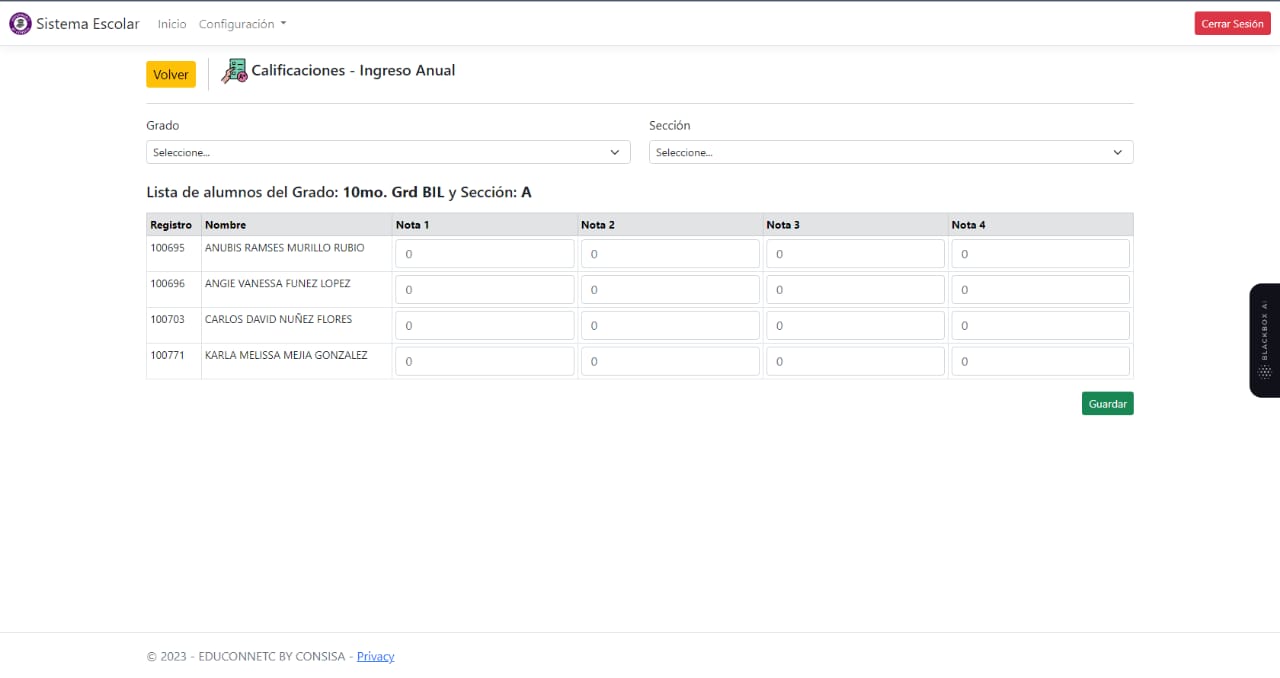 Sistema Escolar Inicio Configuración Cerrar Sesión
Volver Calificaciones - Ingreso Anual
Grado Sección
Seleccione... Seleccione...
Lista de alumnos del Grado: 10mo. Grd BIL y Sección: A
Registro Nombre Nota 1 Nota 2 Nota 3 Nota 4
100695 ANUBIS RAMSES MURILLO RUBIO 0 0 0 0
100696 ANGIE VANESSA FUNEZ LOPEZ 0 0 0 0
100703 CARLOS DAVID NUÑEZ FLORES 0 0 0 0
100771 KARLA MELISSA MEJIA GONZALEZ 0 0 0 0
Guardar
BLACKBOX AI
© 2023 - EDUCONNETC BY CONSISA - Privacy